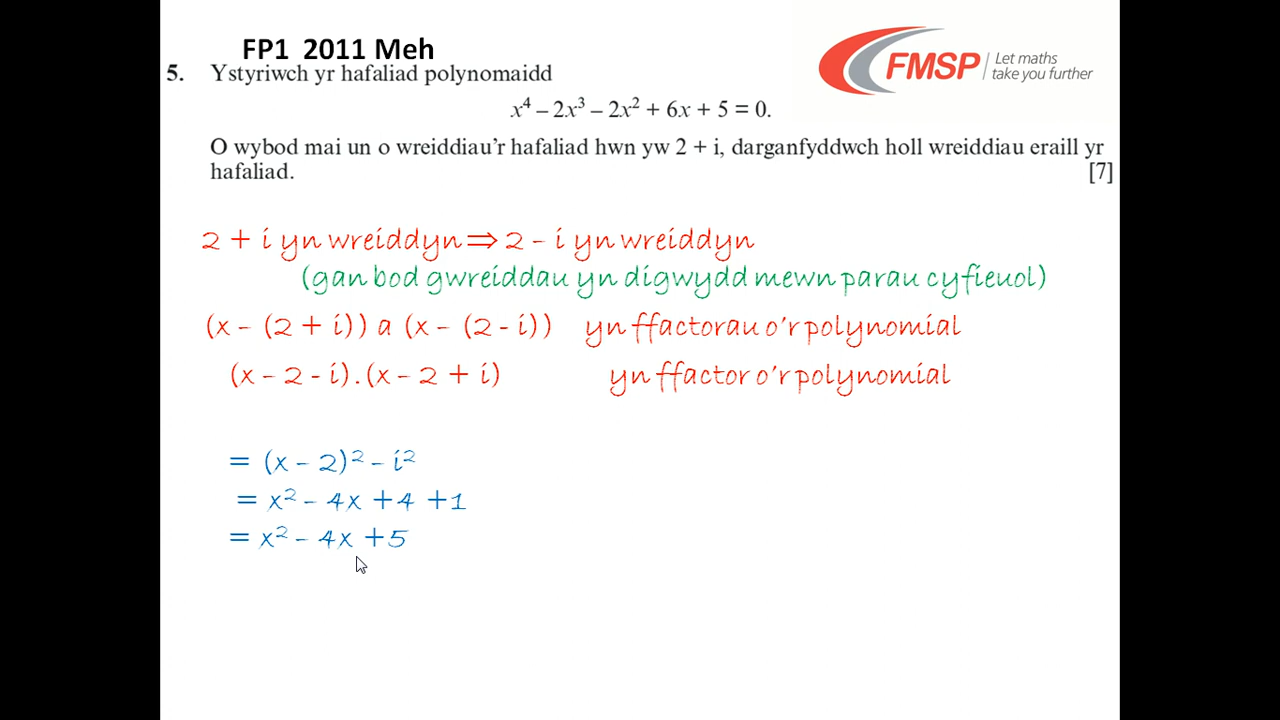 FP1 2011 Meh
FMSP
Let maths
take you further
5. Ystyriwch yr hafaliad polynomaidd
x⁴ – 2x³ – 2x² + 6x + 5 = 0.
O wybod mai un o wreiddiau’r hafaliad hwn yw 2 + i, darganfyddwch holl wreiddiau eraill yr
hafaliad. [7]
2 + i yn wreiddyn ⇒ 2 - i yn wreiddyn
(gan bod gwreiddau yn digwydd mewn parau cyfieuol)
(x - (2 + i)) a (x - (2 - i)) yn ffactorau o’r polynomial
(x - 2 - i).(x - 2 + i) yn ffactor o’r polynomial
= (x - 2)² - i²
= x² - 4x + 4 + 1
= x² - 4x + 5